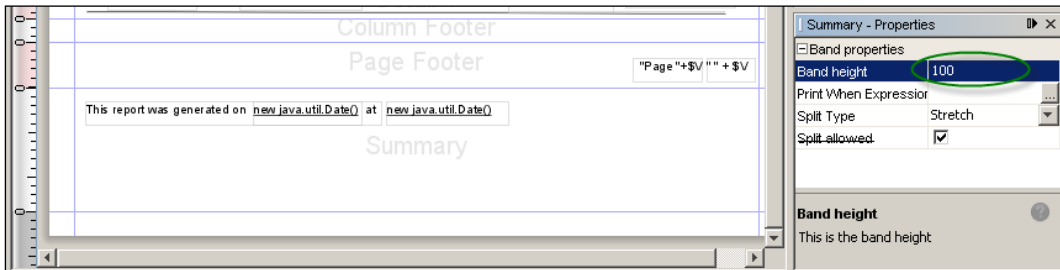 Column Footer
Page Footer
"Page "+$V " " + $V
This report was generated on new java.util.Date() at new java.util.Date()
Summary
Summary - Properties
Band properties
Band height 100
Print When Expression ...
Split Type Stretch
Split allowed
Band height
This is the band height